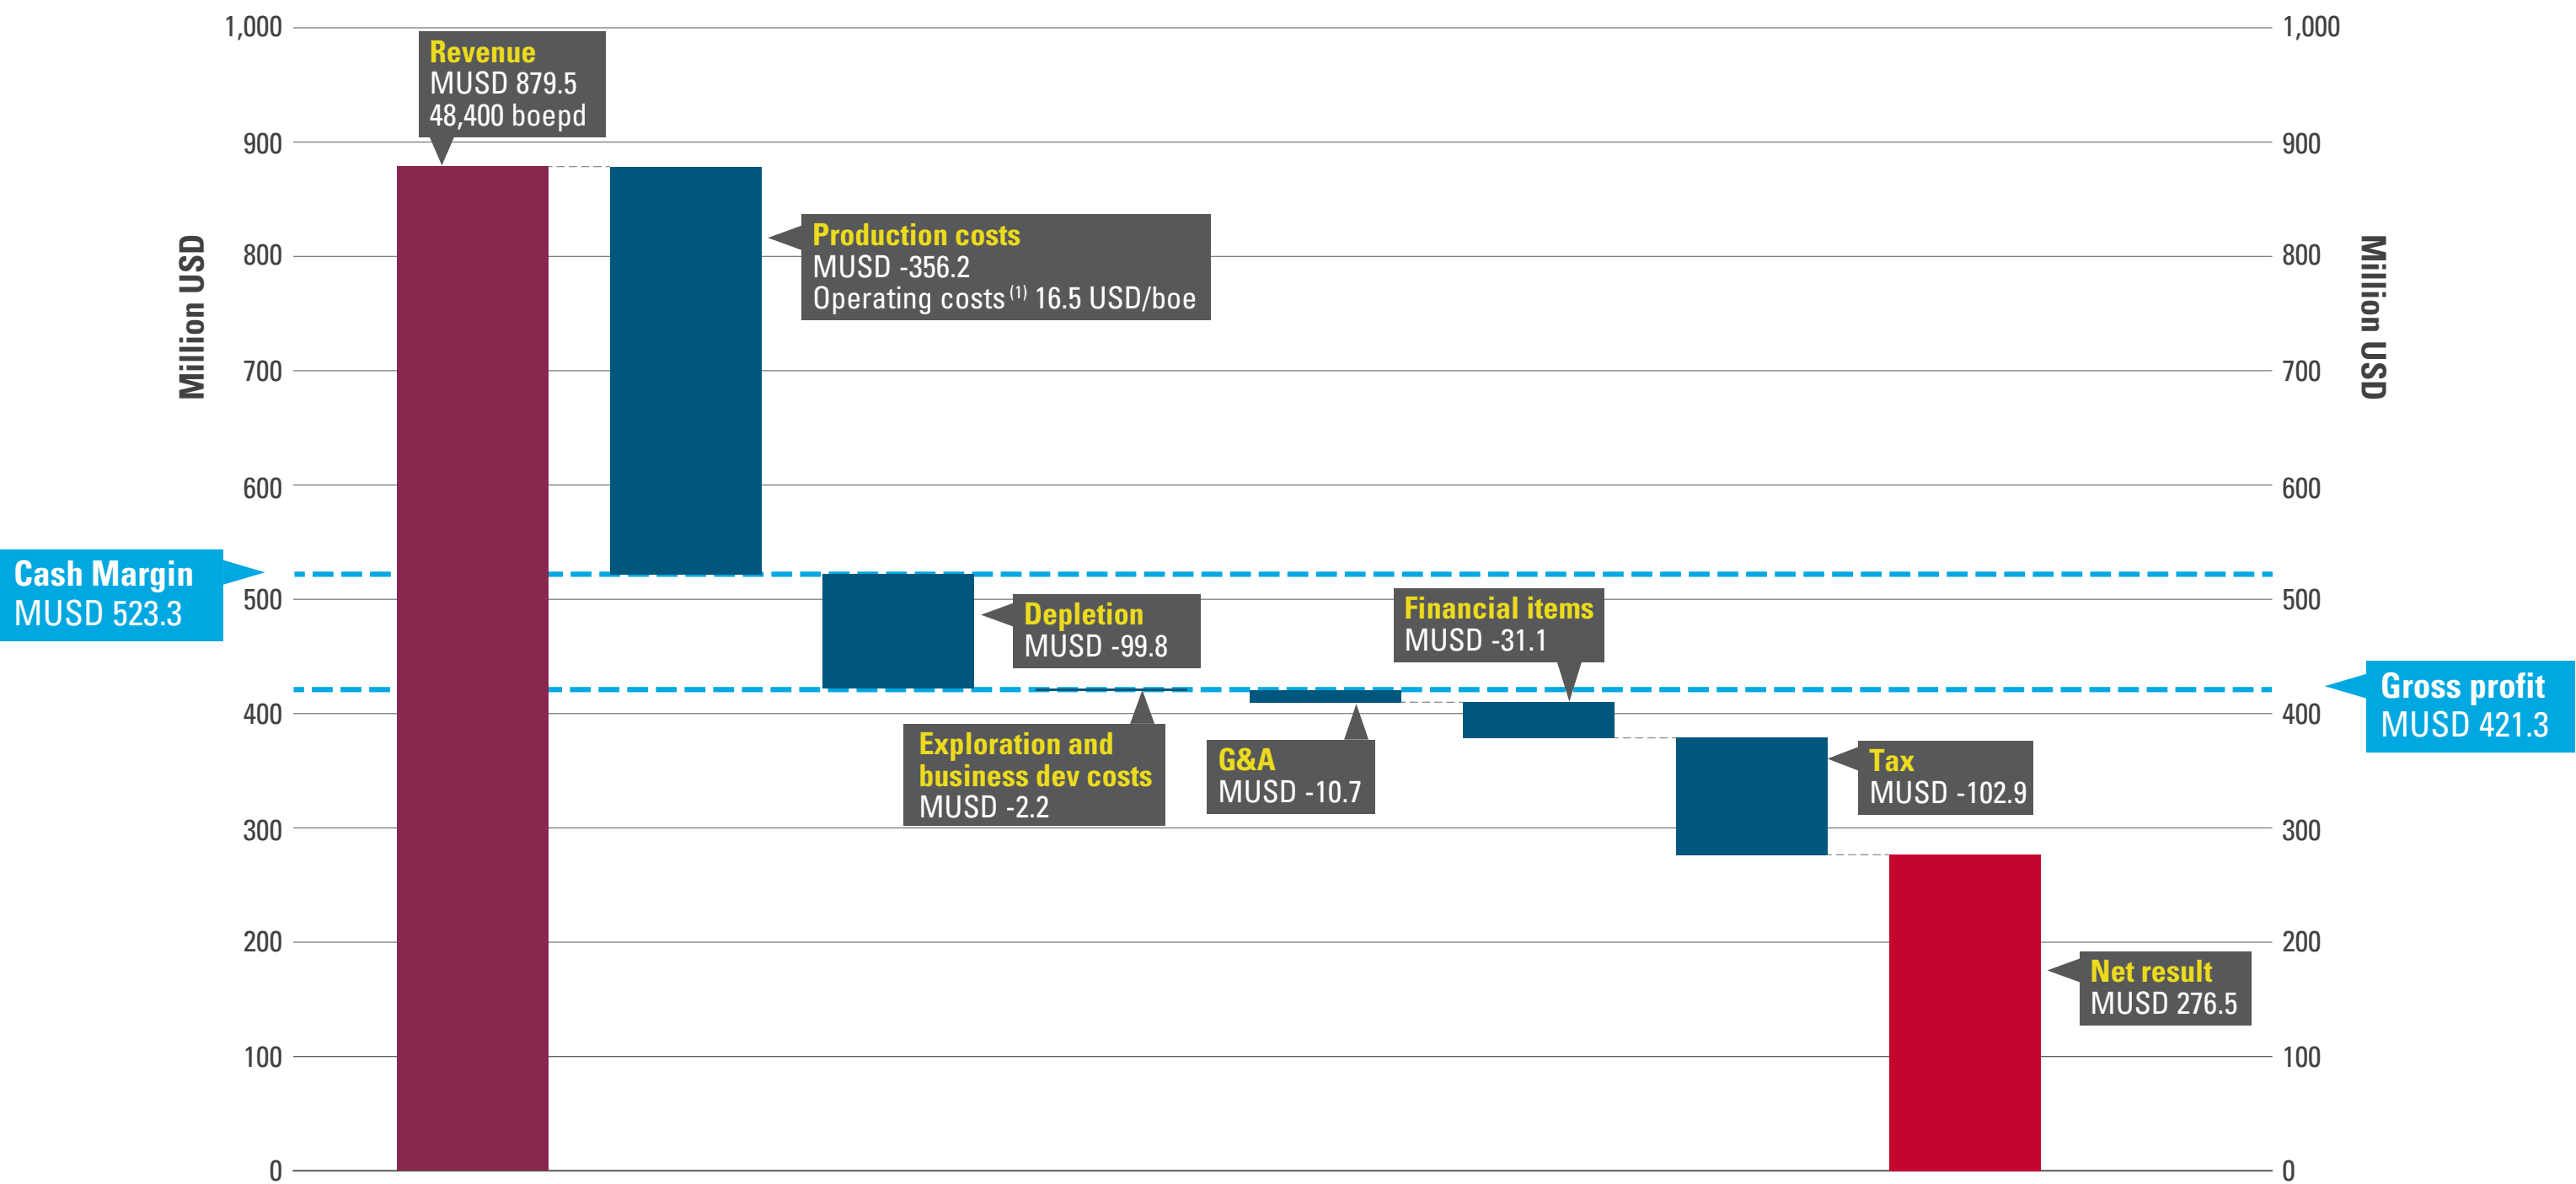 1,000
900
800
700
600
500
400
300
200
100
0
Million USD
Cash Margin
MUSD 523.3
Revenue
MUSD 879.5
48,400 boepd
Production costs
MUSD -356.2
Operating costs (1) 16.5 USD/boe
Depletion
MUSD -99.8
Exploration and
business dev costs
MUSD -2.2
G&A
MUSD -10.7
Financial items
MUSD -31.1
Tax
MUSD -102.9
Net result
MUSD 276.5
1,000
900
800
700
600
500
400
300
200
100
0
Million USD
Gross profit
MUSD 421.3